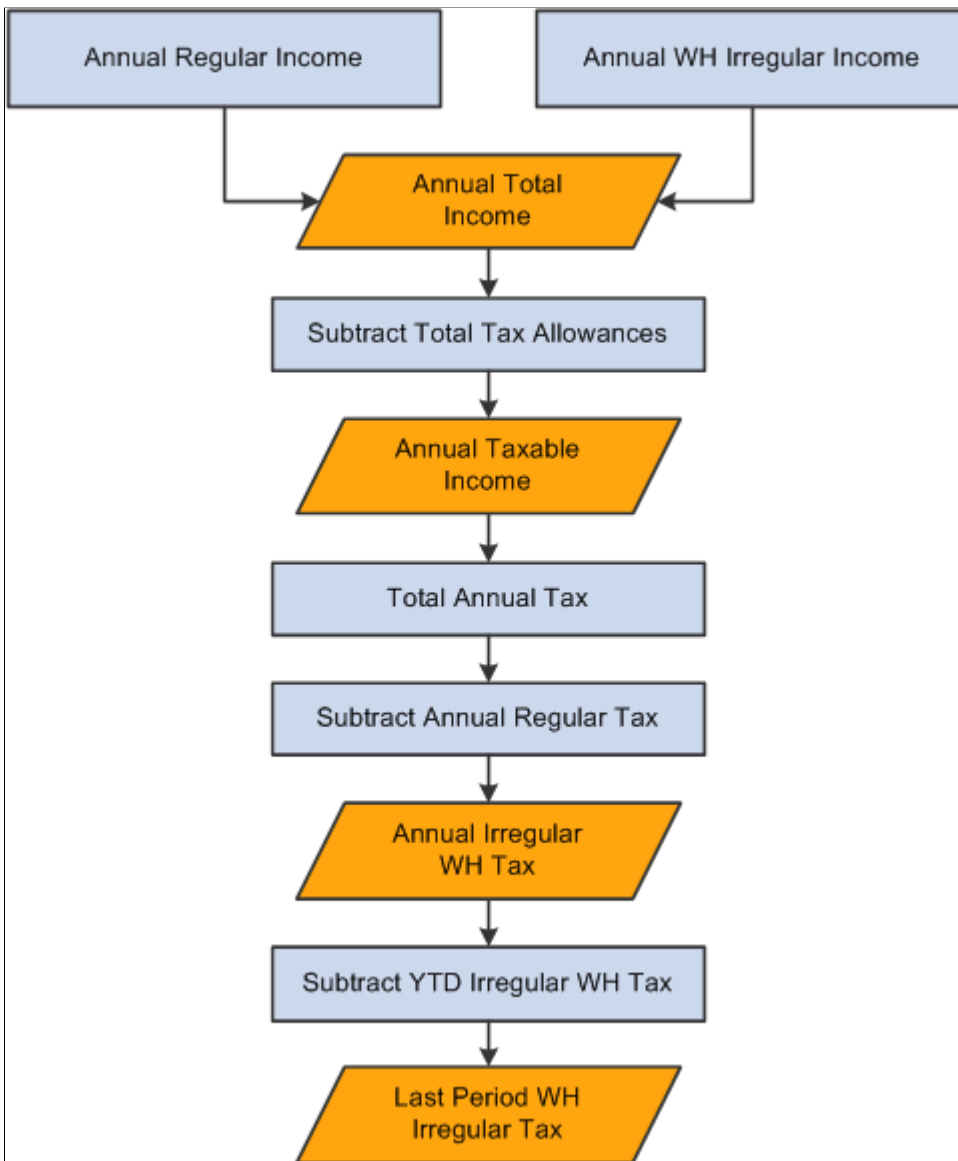 Annual Regular Income
Annual WH Irregular Income
Annual Total
Income
Subtract Total Tax Allowances
Annual Taxable
Income
Total Annual Tax
Subtract Annual Regular Tax
Annual Irregular
WH Tax
Subtract YTD Irregular WH Tax
Last Period WH
Irregular Tax